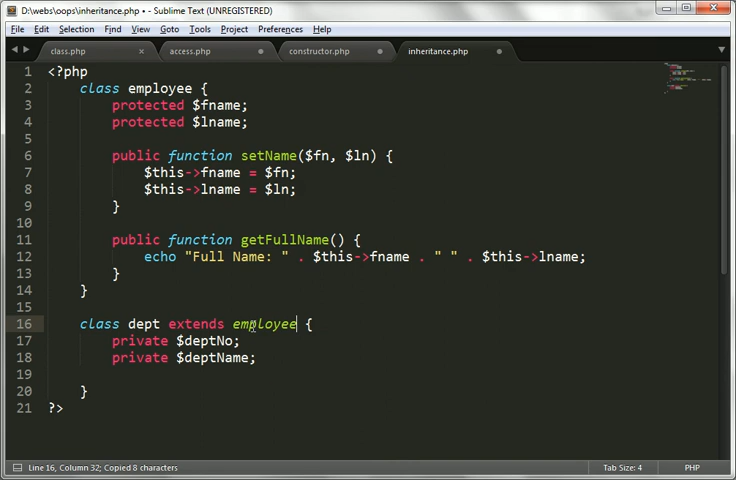 D:\webs\oops\inheritance.php • - Sublime Text (UNREGISTERED)
File Edit Selection Find View Goto Tools Project Preferences Help
class.php access.php constructor.php inheritance.php
1 <?php
2 class employee {
3 protected $fname;
4 protected $lname;
5
6 public function setName($fn, $ln) {
7 $this->fname = $fn;
8 $this->lname = $ln;
9 }
10
11 public function getFullName() {
12 echo "Full Name: " . $this->fname . " " . $this->lname;
13 }
14 }
15
16 class dept extends employee {
17 private $deptNo;
18 private $deptName;
19
20 }
21 ?>
Line 16, Column 32; Copied 8 characters Tab Size: 4 PHP